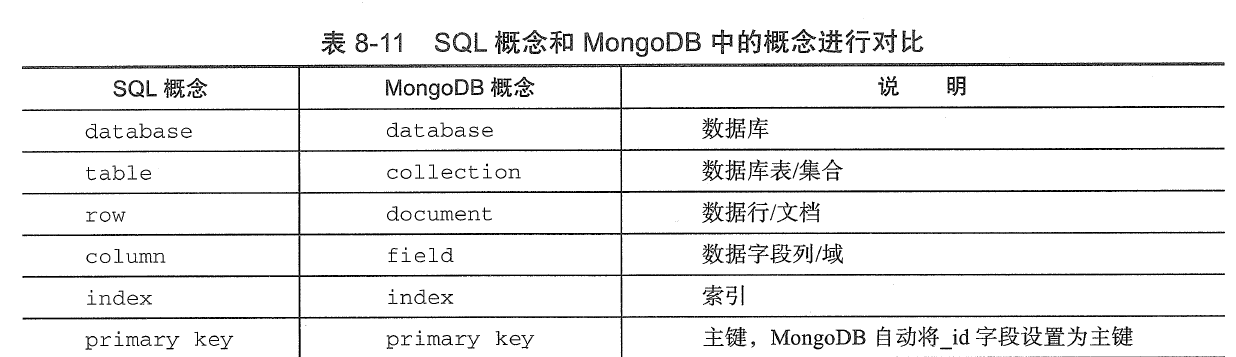 表 8-11 SQL 概念和 MongoDB 中的概念进行对比
SQL 概念 MongoDB 概念 说 明
database database 数据库
table collection 数据库表/集合
row document 数据行/文档
column field 数据字段列/域
index index 索引
primary key primary key 主键，MongoDB 自动将_id 字段设置为主键